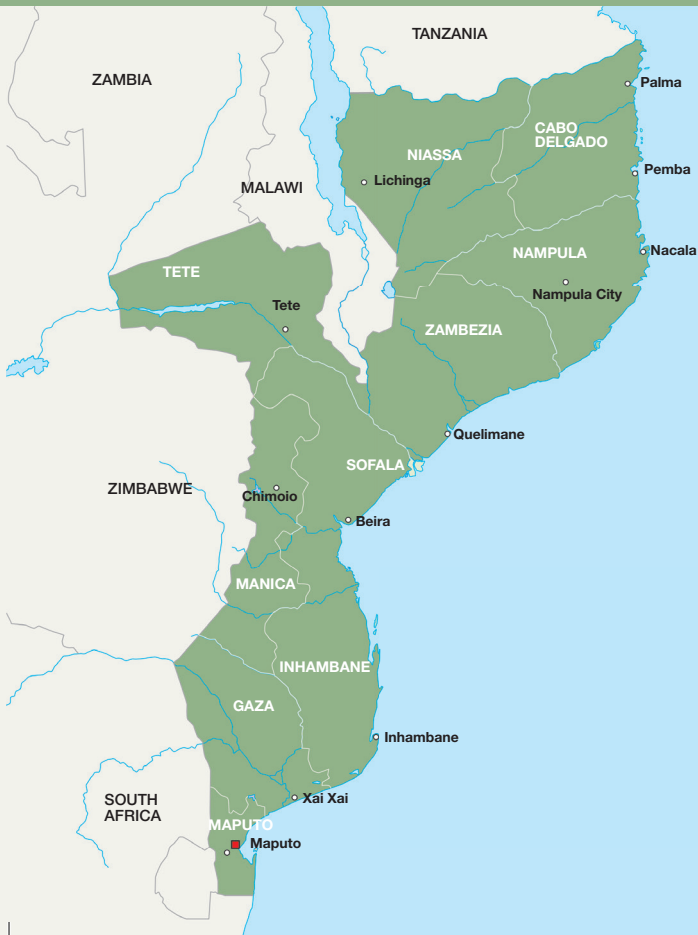 TANZANIA
ZAMBIA
Palma
CABO
DELGADO
NIASSA
Pemba
Lichinga
MALAWI
Nacala
NAMPULA
TETE
Nampula City
Tete
ZAMBEZIA
Quelimane
SOFALA
ZIMBABWE
Chimoio
Beira
MANICA
INHAMBANE
GAZA
Inhambane
Xai Xai
SOUTH
AFRICA
MAPUTO
Maputo